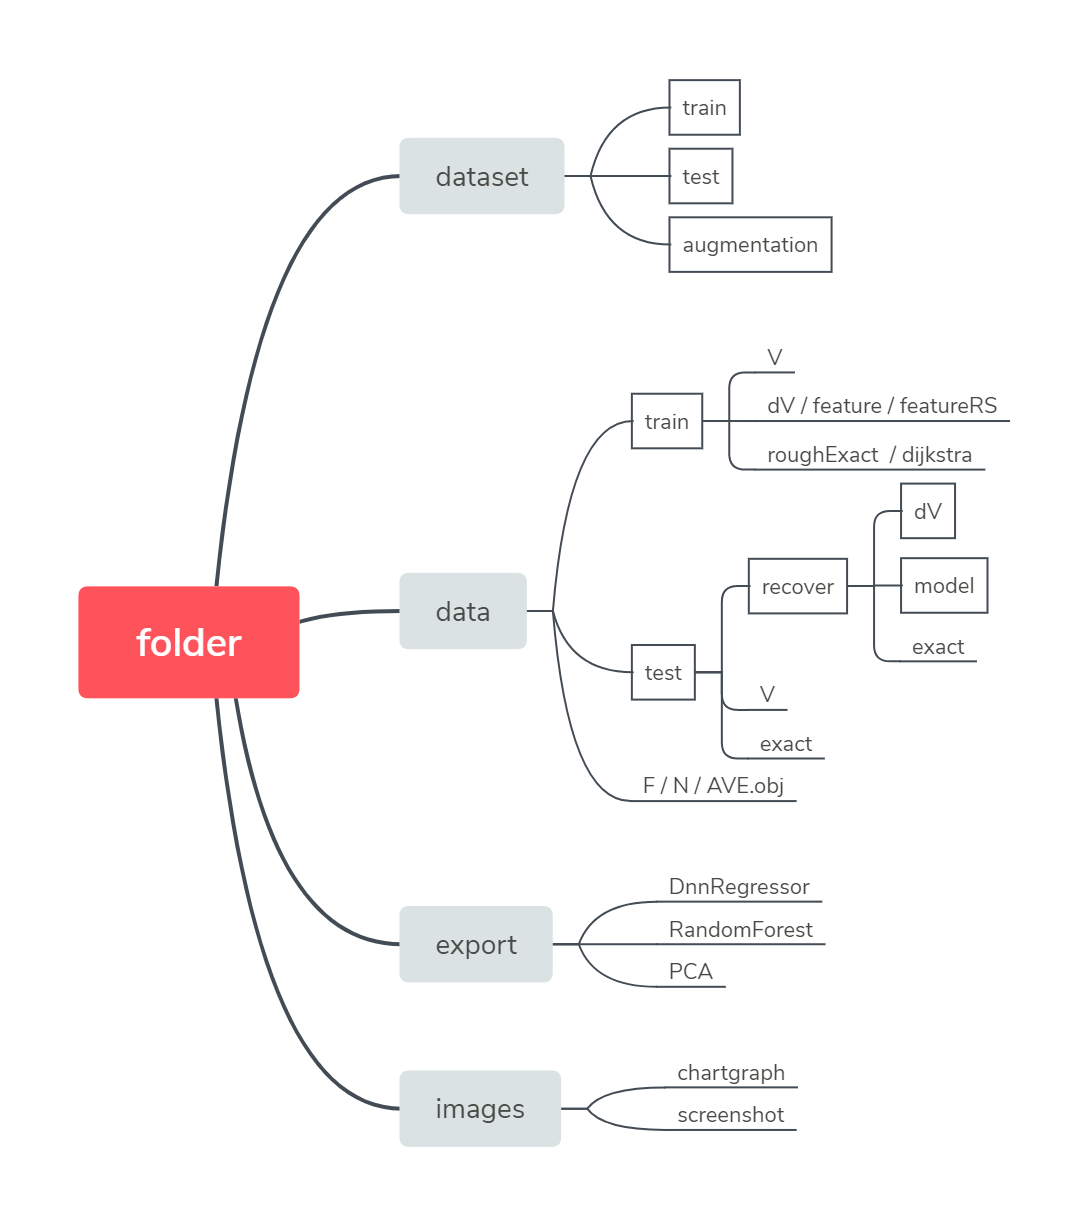 folder
dataset
train
test
augmentation
data
train
V
dV / feature / featureRS
roughExact / dijkstra
test
recover
dV
model
exact
V
exact
F / N / AVE.obj
export
DnnRegressor
RandomForest
PCA
images
chartgraph
screenshot